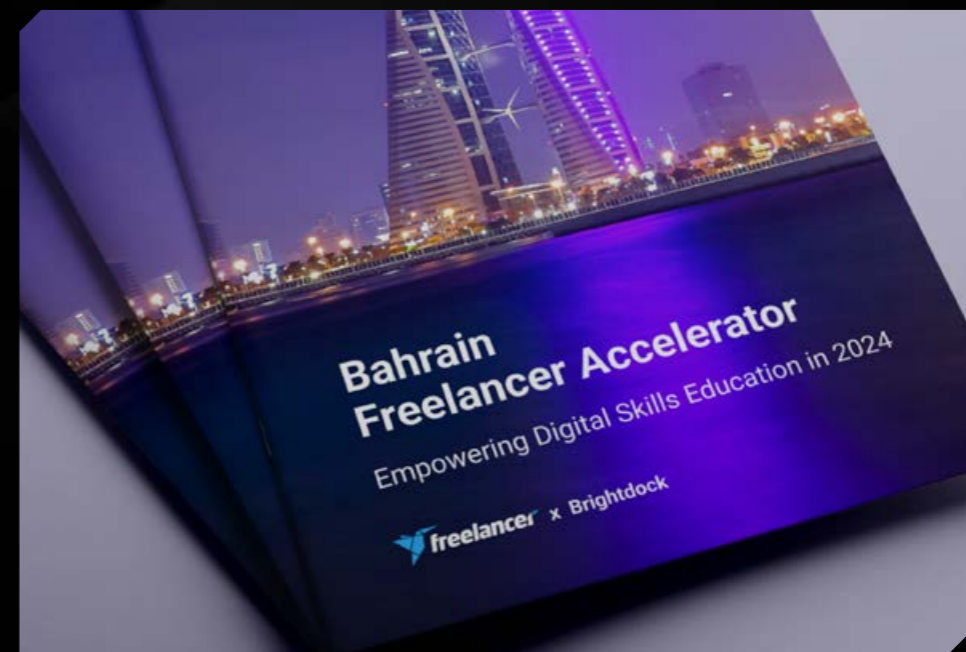 Bahrain
Freelancer Accelerator
Empowering Digital Skills Education in 2024
freelancer x Brightdock